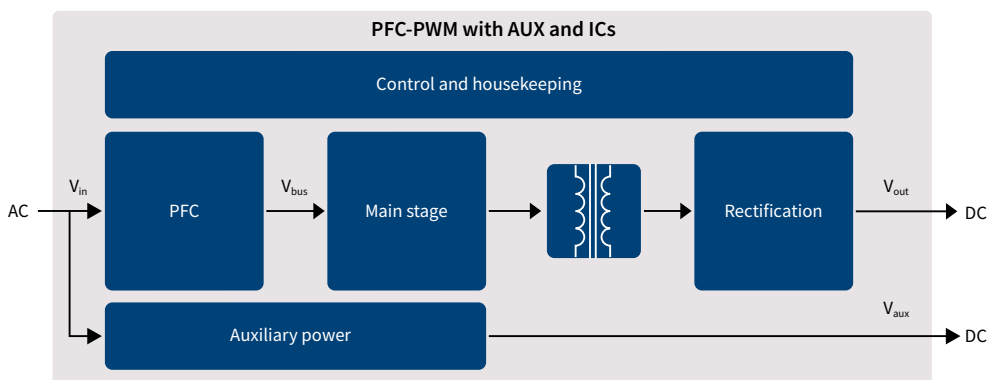 PFC-PWM with AUX and ICs
Control and housekeeping
AC
Vin
PFC
Vbus
Main stage
Rectification
Vout
DC
Auxiliary power
Vaux
DC